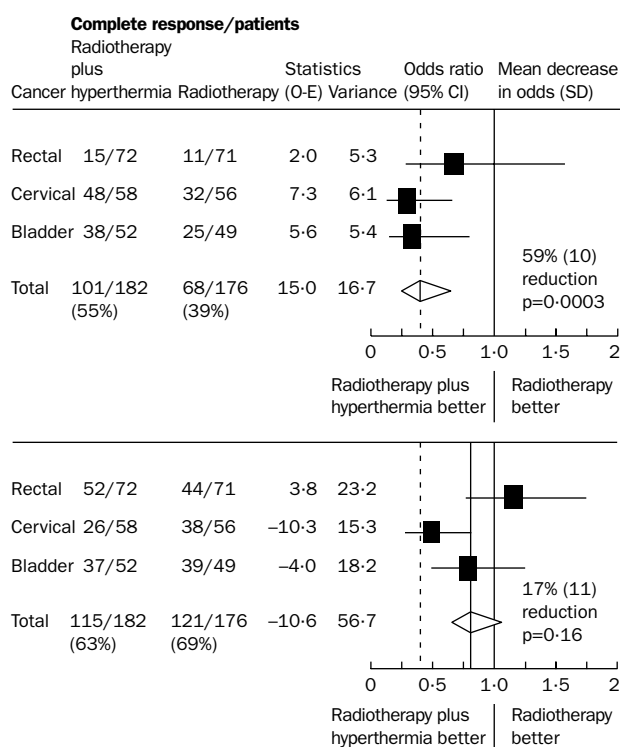 Complete response/patients
Radiotherapy
plus Statistics Odds ratio Mean decrease
Cancer hyperthermia Radiotherapy (O-E) Variance (95% CI) in odds (SD)
Rectal 15/72 11/71 2·0 5·3
Cervical 48/58 32/56 7·3 6·1
Bladder 38/52 25/49 5·6 5·4
59% (10)
Total 101/182 68/176 15·0 16·7 reduction
(55%) (39%) p=0·0003
0 0·5 1·0 1·5 2
Radiotherapy plus Radiotherapy
hyperthermia better better
Rectal 52/72 44/71 3·8 23·2
Cervical 26/58 38/56 –10·3 15·3
Bladder 37/52 39/49 –4·0 18·2
17% (11)
Total 115/182 121/176 –10·6 56·7 reduction
(63%) (69%) p=0·16
0 0·5 1·0 1·5 2
Radiotherapy plus Radiotherapy
hyperthermia better better